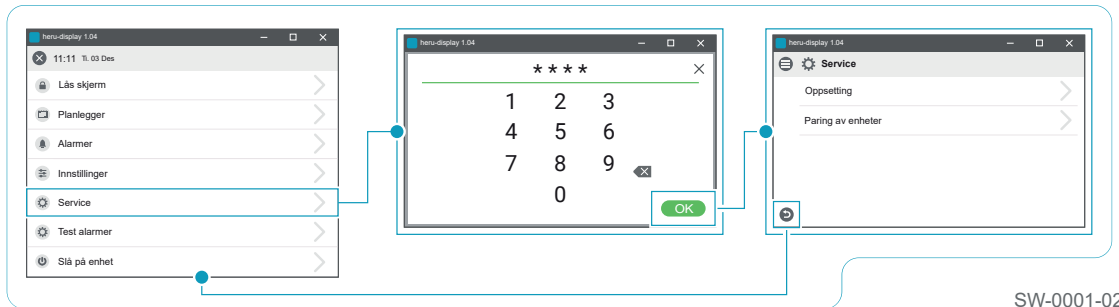 heru-display 1.04
11:11 Ti. 03 Des
Lås skjerm
Planlegger
Alarmer
Innstillinger
Service
Test alarmer
Slå på enhet
heru-display 1.04
* * * *
1 2 3
4 5 6
7 8 9
0
OK
heru-display 1.04
Service
Oppsetting
Paring av enheter
SW-0001-02